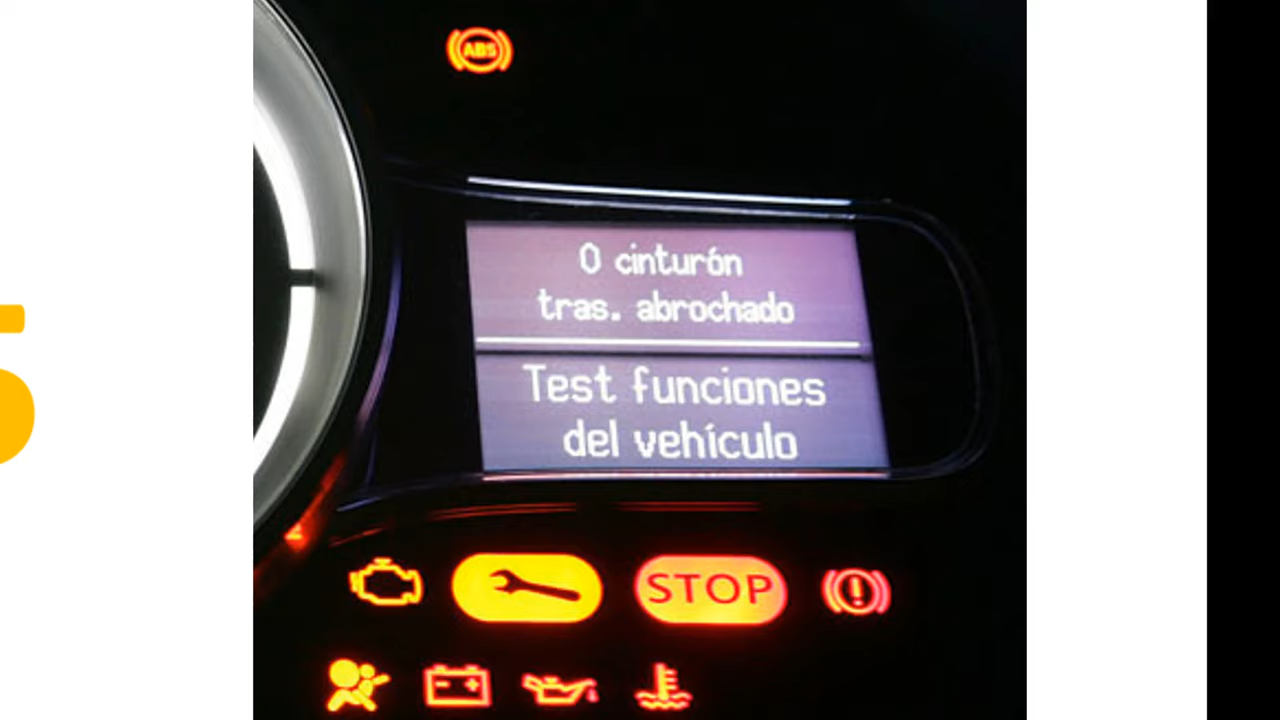 ABS
0 cinturón
tras. abrochado
Test funciones
del vehículo
STOP